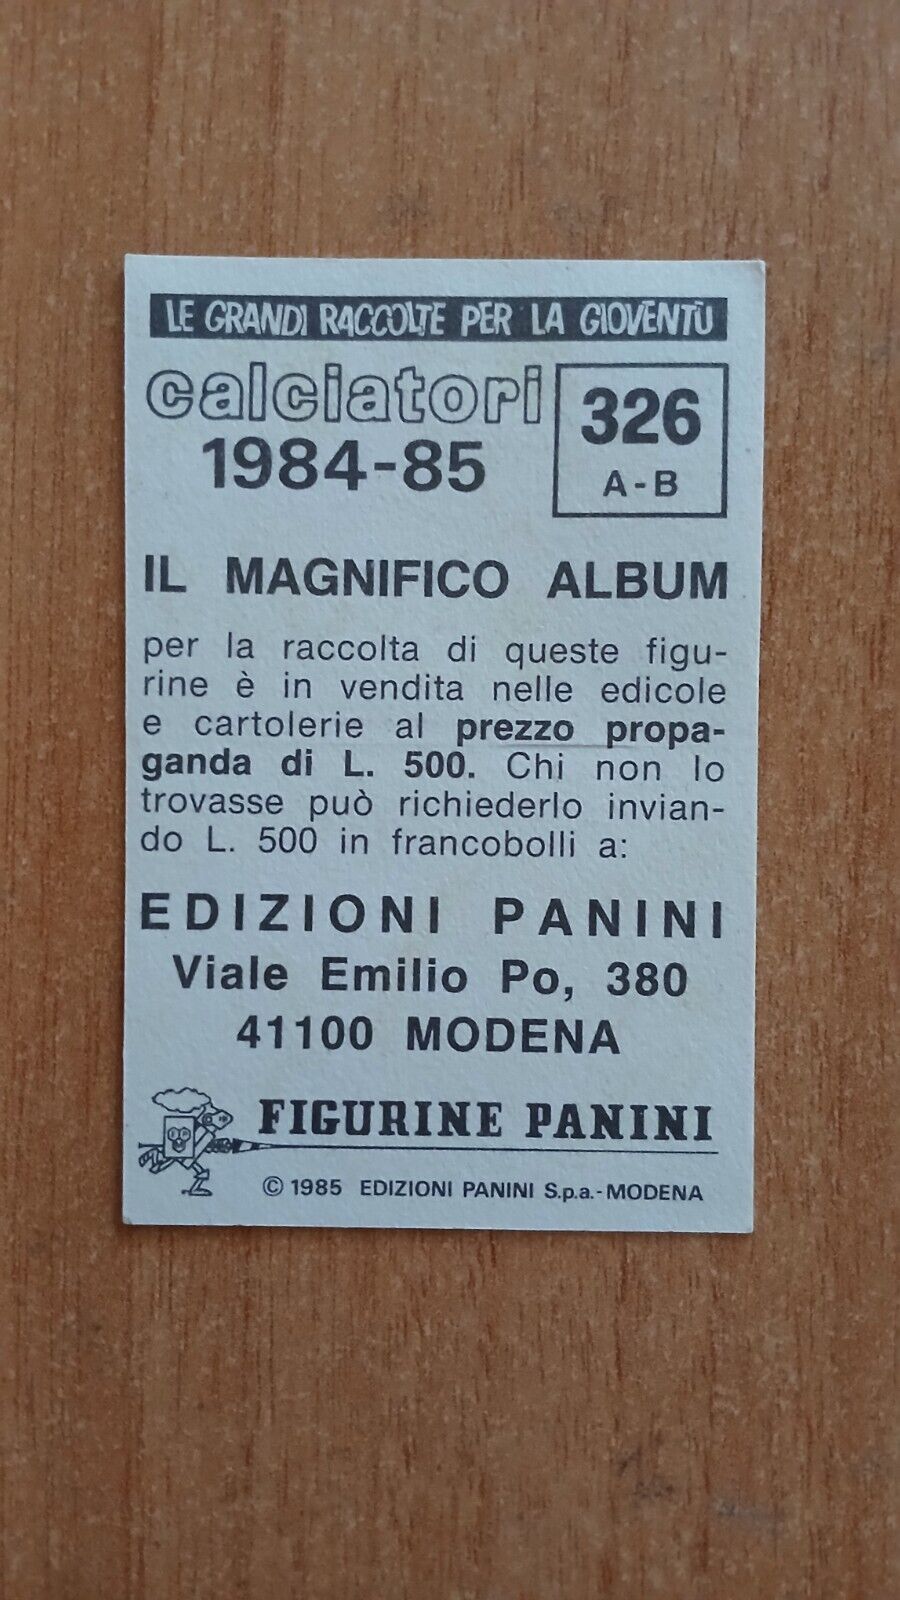 LE GRANDI RACCOLTE PER LA GIOVENTÙ
calciatori
1984-85
326
A-B
IL MAGNIFICO ALBUM
per la raccolta di queste figu-
rine è in vendita nelle edicole
e cartolerie al prezzo propa-
ganda di L. 500. Chi non lo
trovasse può richiederlo invian-
do L. 500 in francobolli a:
EDIZIONI PANINI
Viale Emilio Po, 380
41100 MODENA
FIGURINE PANINI
© 1985 EDIZIONI PANINI S.p.a.-MODENA